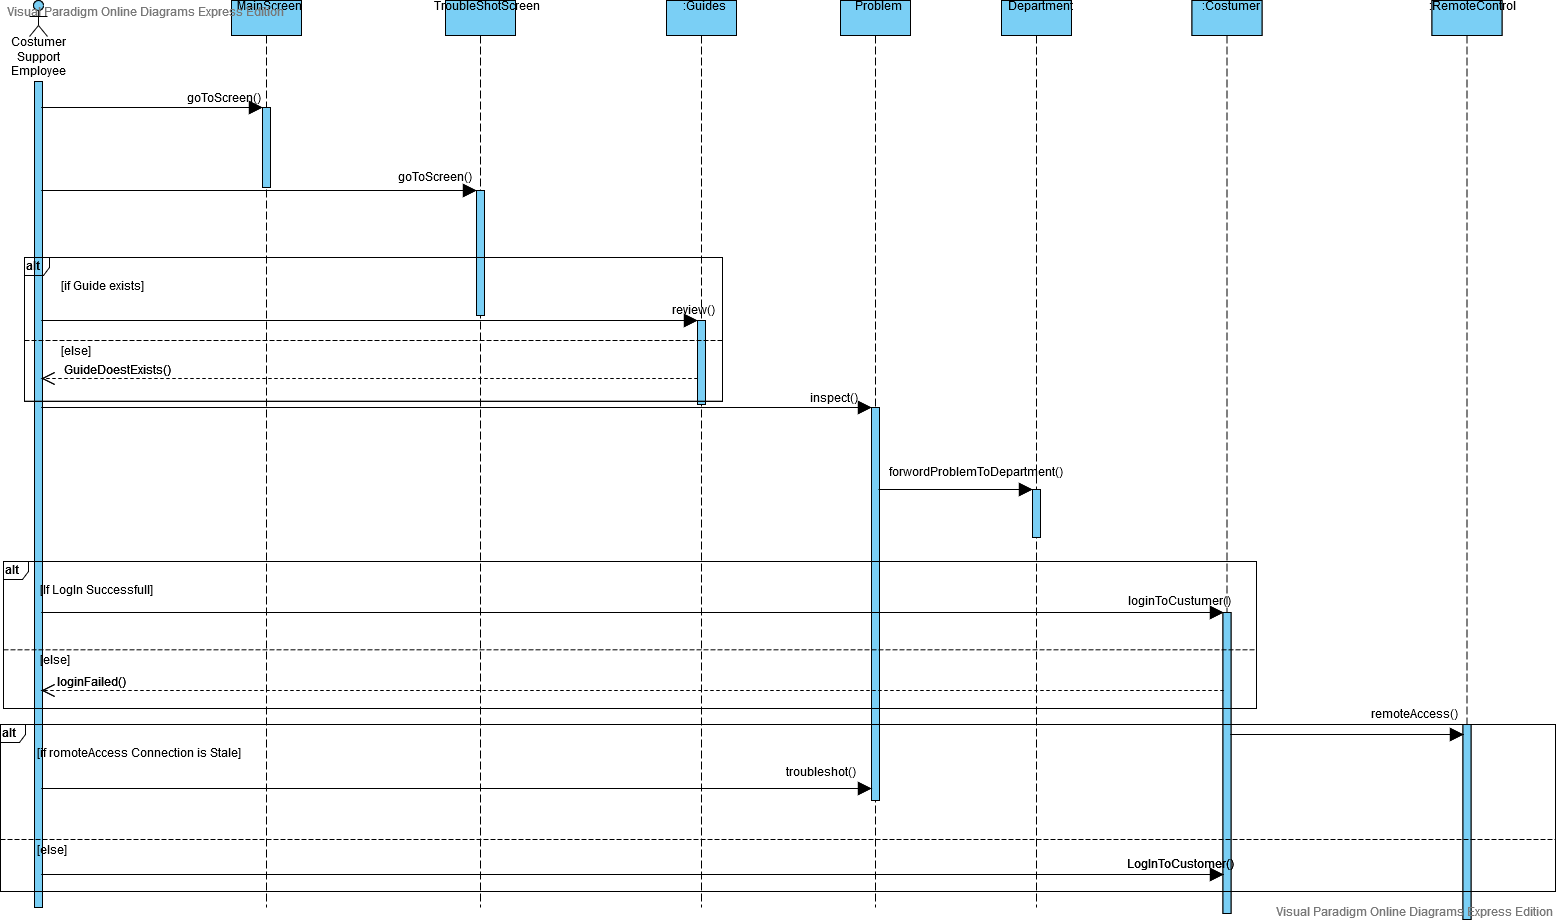 Visual Paradigm Online Diagrams Express Edition
MainScreen
TroubleShotScreen
:Guides
Problem
Department
:Costumer
:RemoteControl
Costumer
Support
Employee
goToScreen()
goToScreen()
alt
[if Guide exists]
review()
[else]
GuideDoestExists()
inspect()
forwordProblemToDepartment()
alt
[If LogIn Successfull]
loginToCustumer()
[else]
loginFailed()
remoteAccess()
alt
[if romoteAccess Connection is Stale]
troubleshot()
[else]
LogInToCustomer()
Visual Paradigm Online Diagrams Express Edition